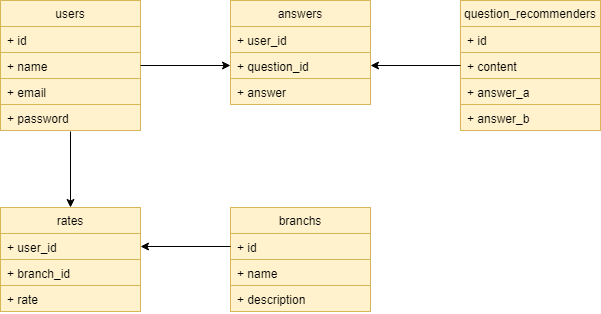 users
+ id
+ name
+ email
+ password
answers
+ user_id
+ question_id
+ answer
question_recommenders
+ id
+ content
+ answer_a
+ answer_b
rates
+ user_id
+ branch_id
+ rate
branchs
+ id
+ name
+ description